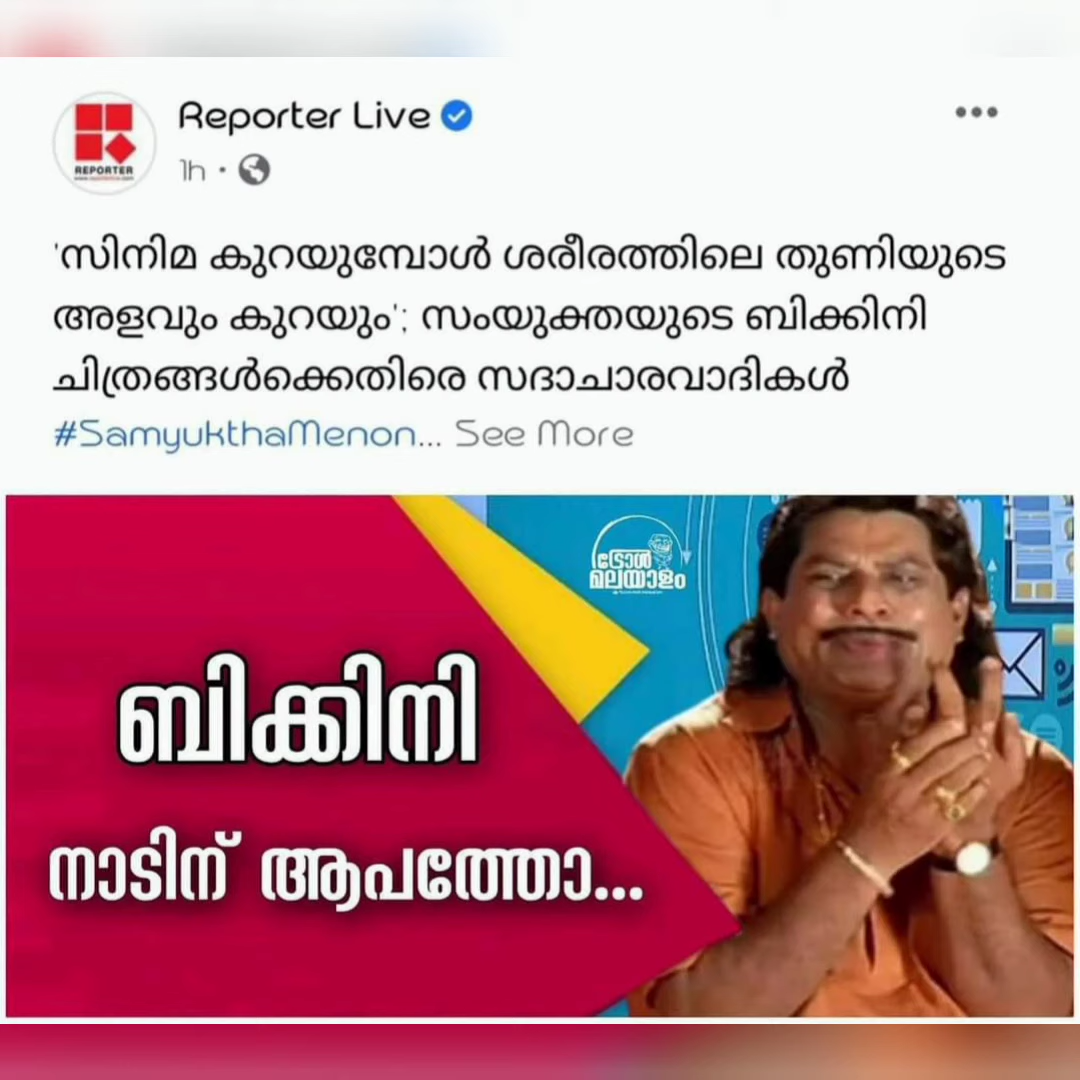 REPORTER
Reporter Live
1h
'സിനിമ കുറയുമ്പോൾ ശരീരത്തിലെ തുണിയുടെ
അളവും കുറയും'; സംയുക്തയുടെ ബിക്കിനി
ചിത്രങ്ങൾക്കെതിരെ സദാചാരവാദികൾ
#SamyukthaMenon... See More
ട്രോൾ
മലയാളം
ബിക്കിനി
നാടിന് ആപത്തോ...